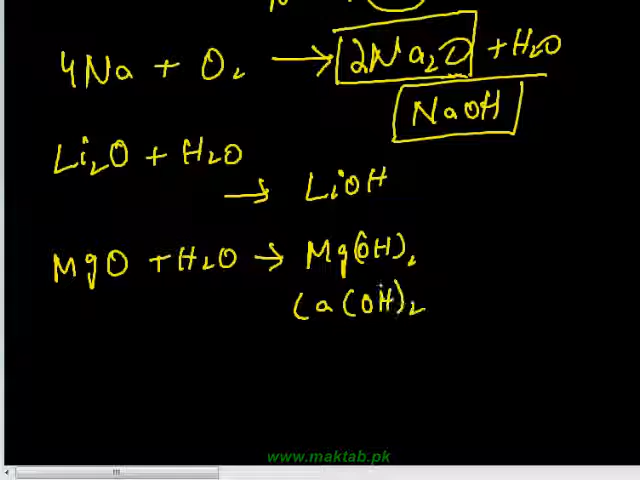 4Na + O₂ → 2Na₂O + H₂O
NaOH
Li₂O + H₂O
→ LiOH
MgO + H₂O → Mg(OH)₂
Ca(OH)₂
www.maktab.pk